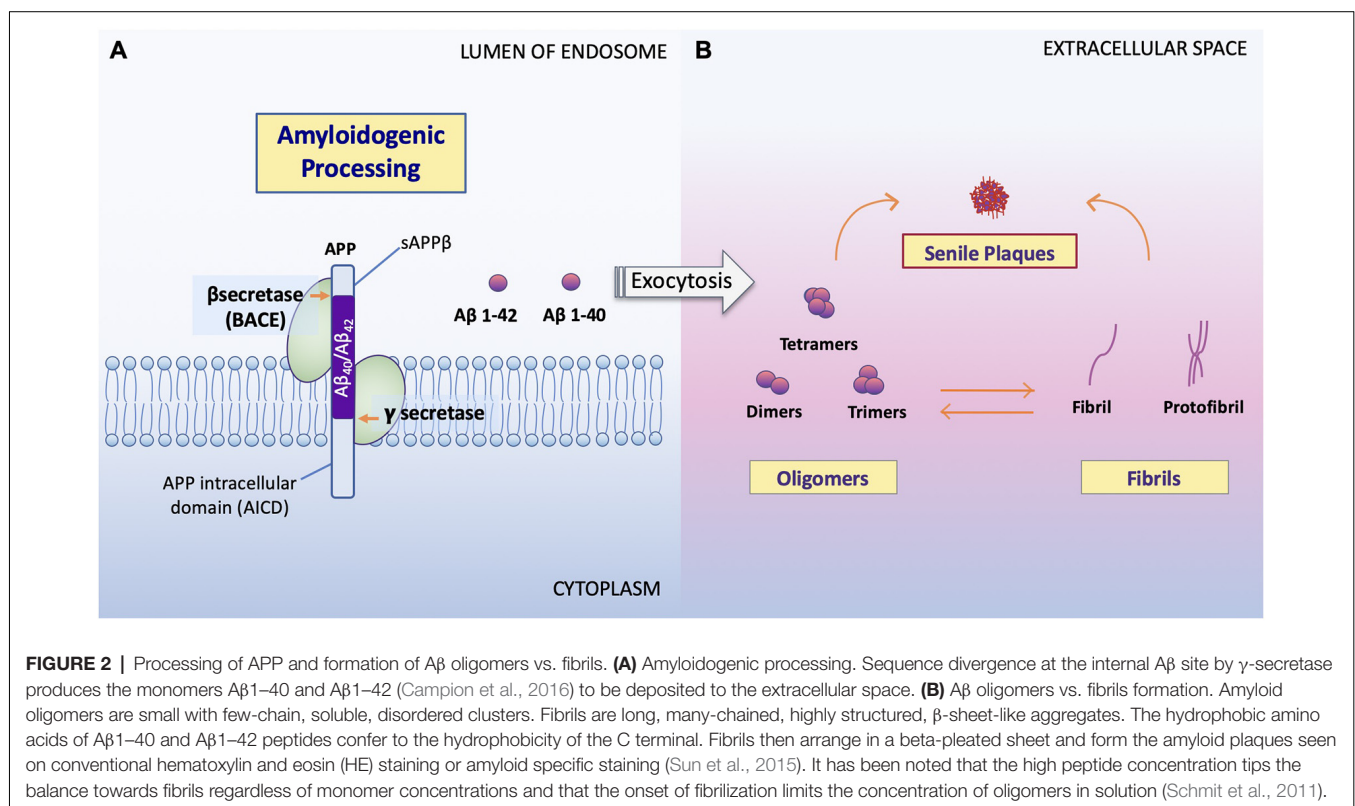 A
LUMEN OF ENDOSOME
Amyloidogenic
Processing
APP
sAPPβ
βsecretase
(BACE)
Aβ40/Aβ42
Aβ 1-42
Aβ 1-40
γ secretase
APP intracellular
domain (AICD)
CYTOPLASM
Exocytosis
B
EXTRACELLULAR SPACE
Senile Plaques
Tetramers
Dimers
Trimers
Fibril
Protofibril
Oligomers
Fibrils
FIGURE 2 | Processing of APP and formation of Aβ oligomers vs. fibrils. (A) Amyloidogenic processing. Sequence divergence at the internal Aβ site by γ-secretase
produces the monomers Aβ1–40 and Aβ1–42 (Campion et al., 2016) to be deposited to the extracellular space. (B) Aβ oligomers vs. fibrils formation. Amyloid
oligomers are small with few-chain, soluble, disordered clusters. Fibrils are long, many-chained, highly structured, β-sheet-like aggregates. The hydrophobic amino
acids of Aβ1–40 and Aβ1–42 peptides confer to the hydrophobicity of the C terminal. Fibrils then arrange in a beta-pleated sheet and form the amyloid plaques seen
on conventional hematoxylin and eosin (HE) staining or amyloid specific staining (Sun et al., 2015). It has been noted that the high peptide concentration tips the
balance towards fibrils regardless of monomer concentrations and that the onset of fibrilization limits the concentration of oligomers in solution (Schmit et al., 2011).